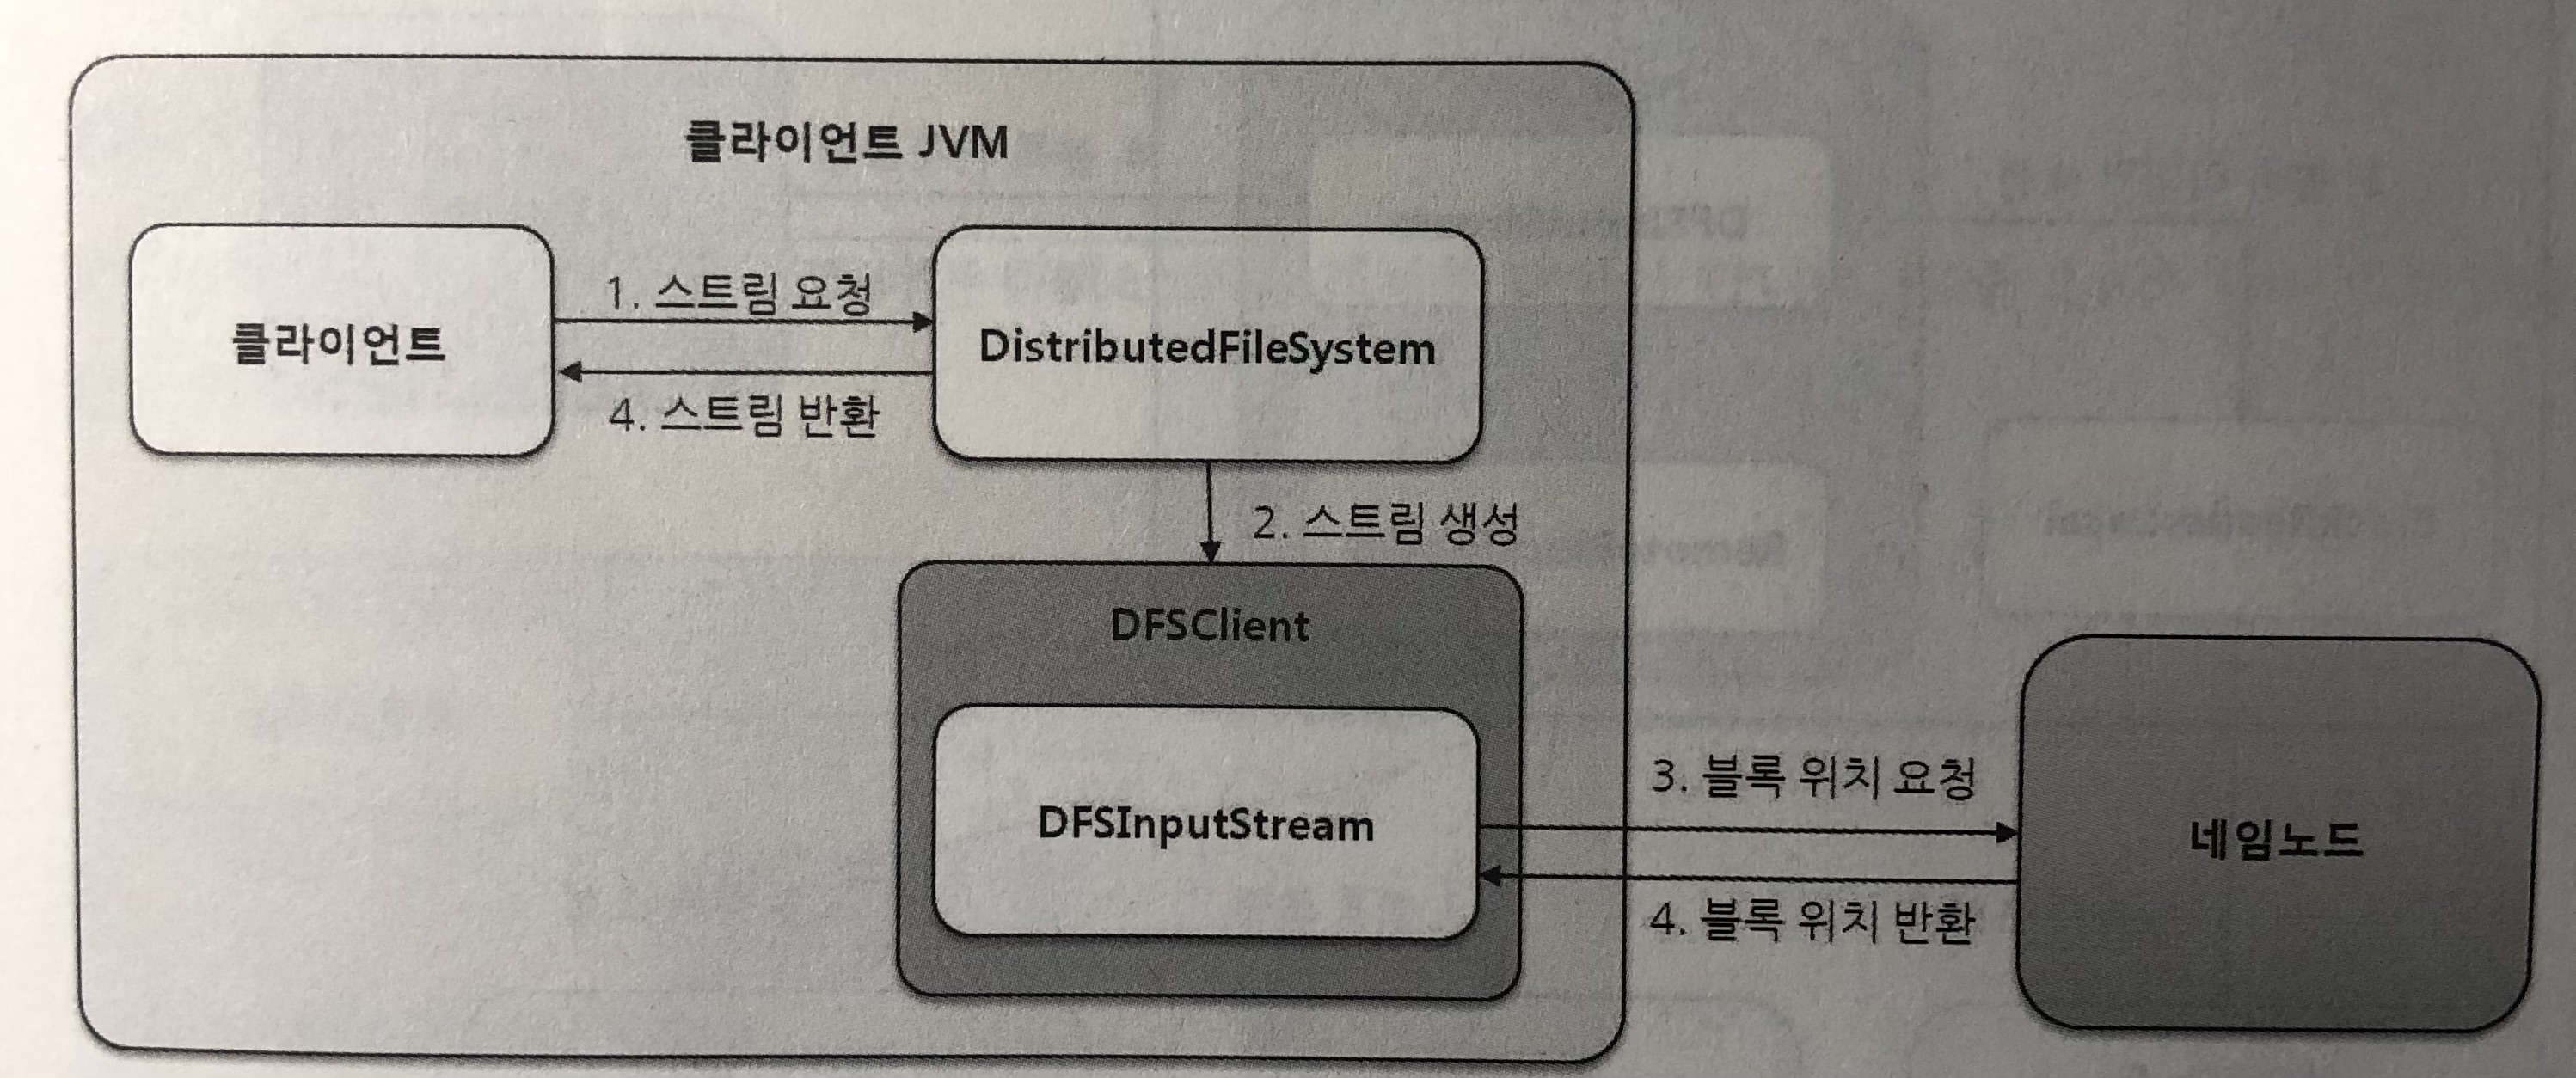 클라이언트 JVM
클라이언트
1. 스트림 요청
4. 스트림 반환
DistributedFileSystem
2. 스트림 생성
DFSClient
DFSInputStream
3. 블록 위치 요청
4. 블록 위치 반환
네임노드